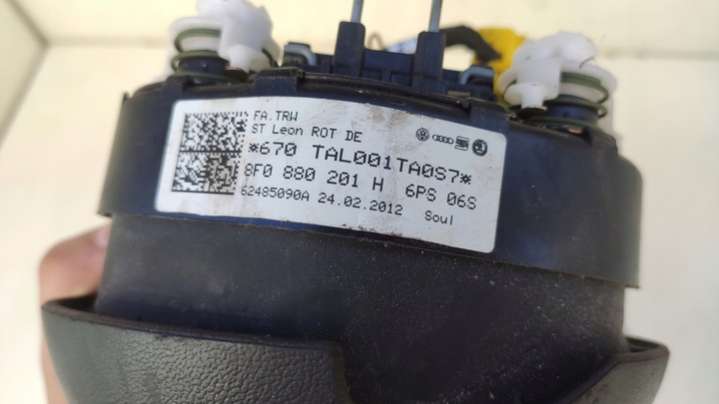 FA.TRW
ST Leon ROT DE
*670 TAL001TA0S7*
8F0 880 201 H 6PS 06S
62485090A 24.02.2012 Soul